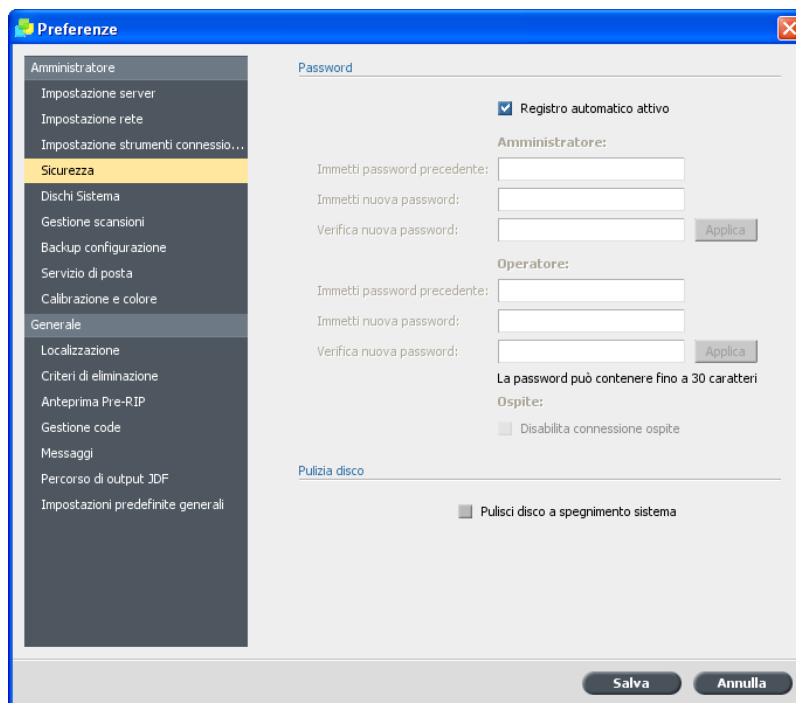 Preferenze
Amministratore
Impostazione server
Impostazione rete
Impostazione strumenti connessio...
Sicurezza
Dischi Sistema
Gestione scansioni
Backup configurazione
Servizio di posta
Calibrazione e colore
Generale
Localizzazione
Criteri di eliminazione
Anteprima Pre-RIP
Gestione code
Messaggi
Percorso di output JDF
Impostazioni predefinite generali
Password
Registro automatico attivo
Amministratore:
Immetti password precedente:
Immetti nuova password:
Verifica nuova password:
Applica
Operatore:
Immetti password precedente:
Immetti nuova password:
Verifica nuova password:
Applica
La password può contenere fino a 30 caratteri
Ospite:
Disabilita connessione ospite
Pulizia disco
Pulisci disco a spegnimento sistema
Salva
Annulla